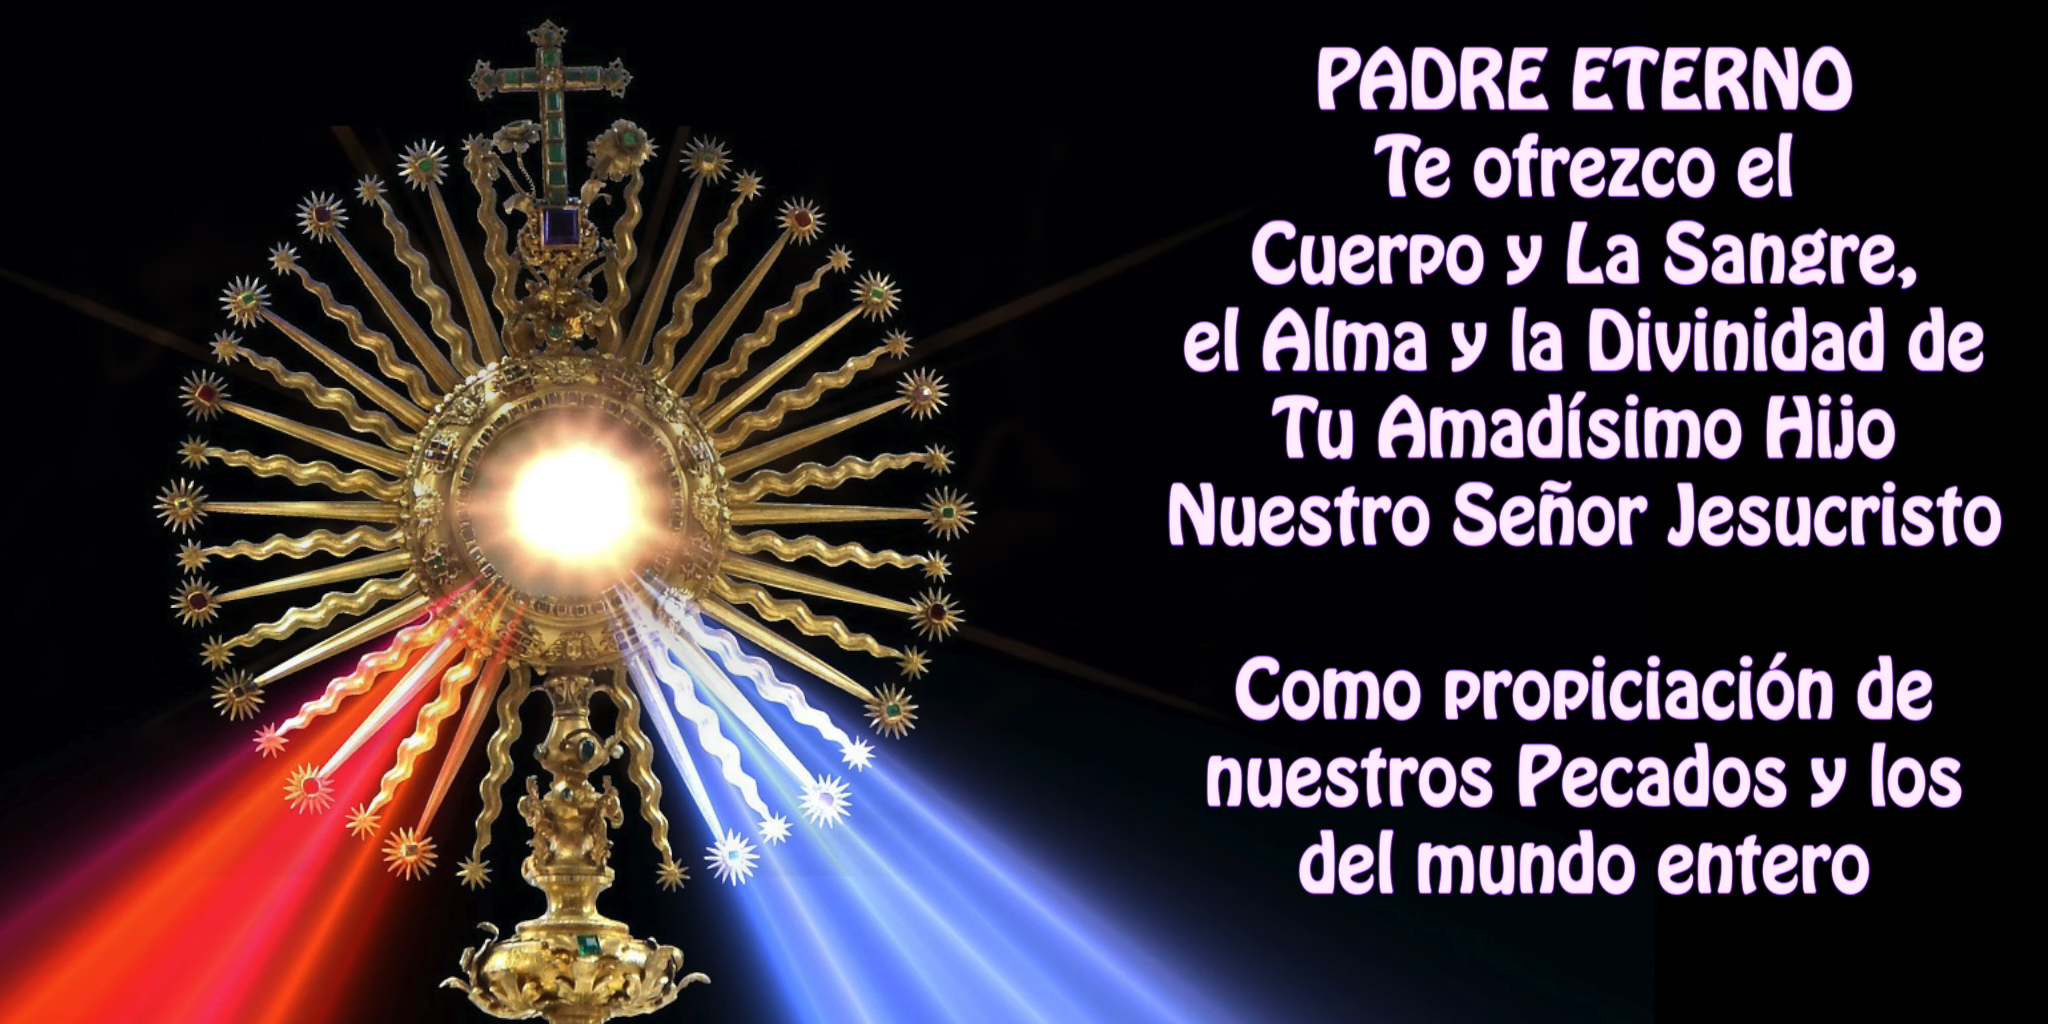 PADRE ETERNO
Te ofrezco el
Cuerpo y La Sangre,
el Alma y la Divinidad de
Tu Amadísimo Hijo
Nuestro Señor Jesucristo
Como propiciación de
nuestros Pecados y los
del mundo entero